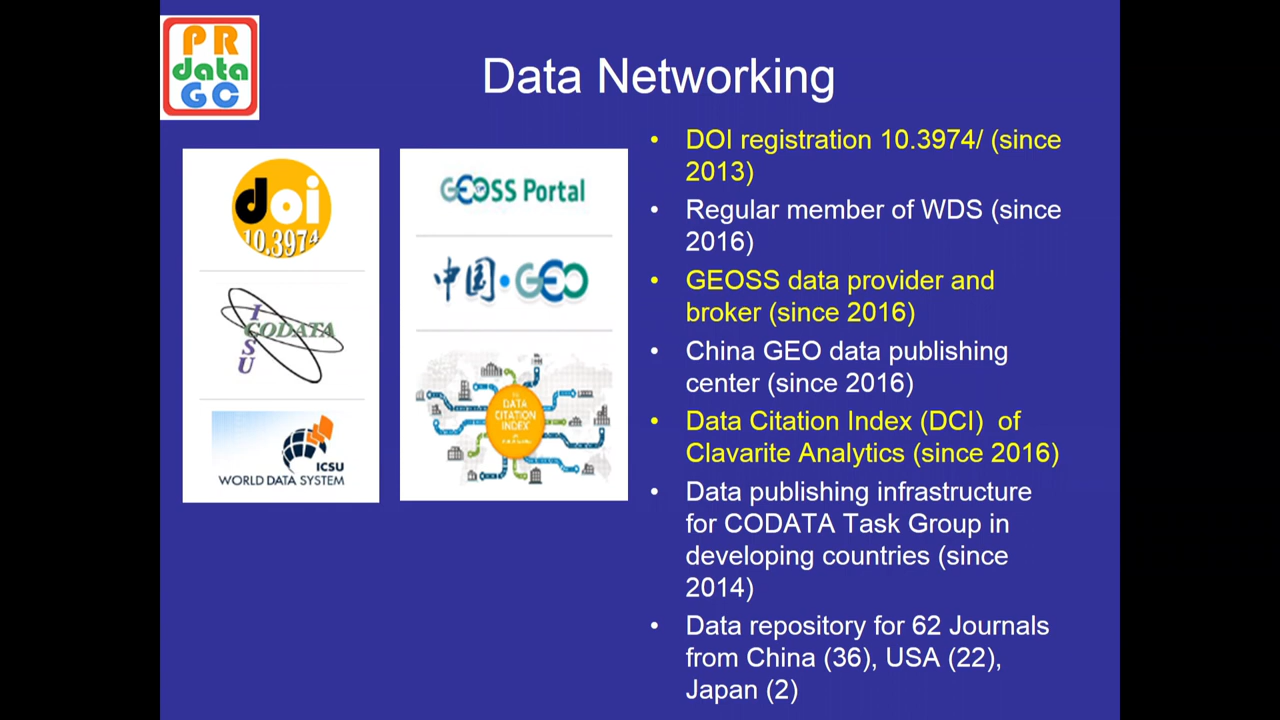 PR
data
GC
Data Networking
doi
10.3974
I CODATA
C
S
U
ICSU
WORLD DATA SYSTEM
GEOSS Portal
中国·GEO
DATA
CITATION
INDEX
• DOI registration 10.3974/ (since
2013)
• Regular member of WDS (since
2016)
• GEOSS data provider and
broker (since 2016)
• China GEO data publishing
center (since 2016)
• Data Citation Index (DCI) of
Clavarite Analytics (since 2016)
• Data publishing infrastructure
for CODATA Task Group in
developing countries (since
2014)
• Data repository for 62 Journals
from China (36), USA (22),
Japan (2)